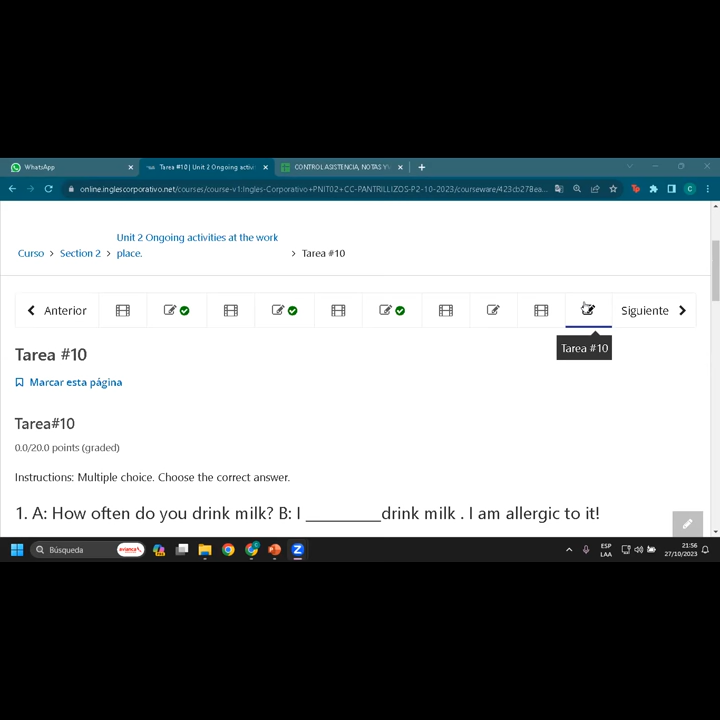 WhatsApp
Tarea #10 | Unit 2 Ongoing activi
CONTROL ASISTENCIA, NOTAS Y
online.inglescorporativo.net/courses/course-v1:Ingles-Corporativo+PNIT02+CC-PANTRILLIZOS-P2-10-2023/courseware/423cb278ea...
Curso > Section 2 > Unit 2 Ongoing activities at the work
place. > Tarea #10
Anterior
Siguiente
Tarea #10
Tarea #10
Marcar esta página
Tarea#10
0.0/20.0 points (graded)
Instructions: Multiple choice. Choose the correct answer.
1. A: How often do you drink milk? B: I _________drink milk . I am allergic to it!
Búsqueda
avianca
ESP
LAA
21:56
27/10/2023